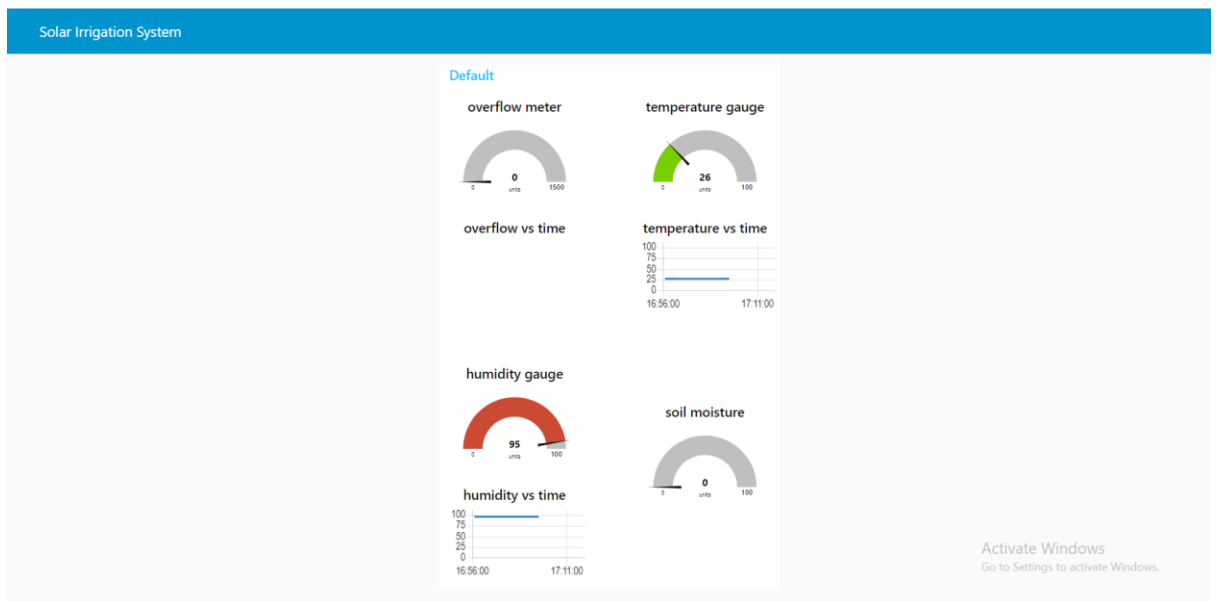 Solar Irrigation System
Default
overflow meter
0
units
0
1500
temperature gauge
26
units
0
100
overflow vs time
temperature vs time
100
75
50
25
0
16:56:00
17:11:00
humidity gauge
95
units
0
100
soil moisture
0
units
0
100
humidity vs time
100
75
50
25
0
16:56:00
17:11:00
Activate Windows
Go to Settings to activate Windows.